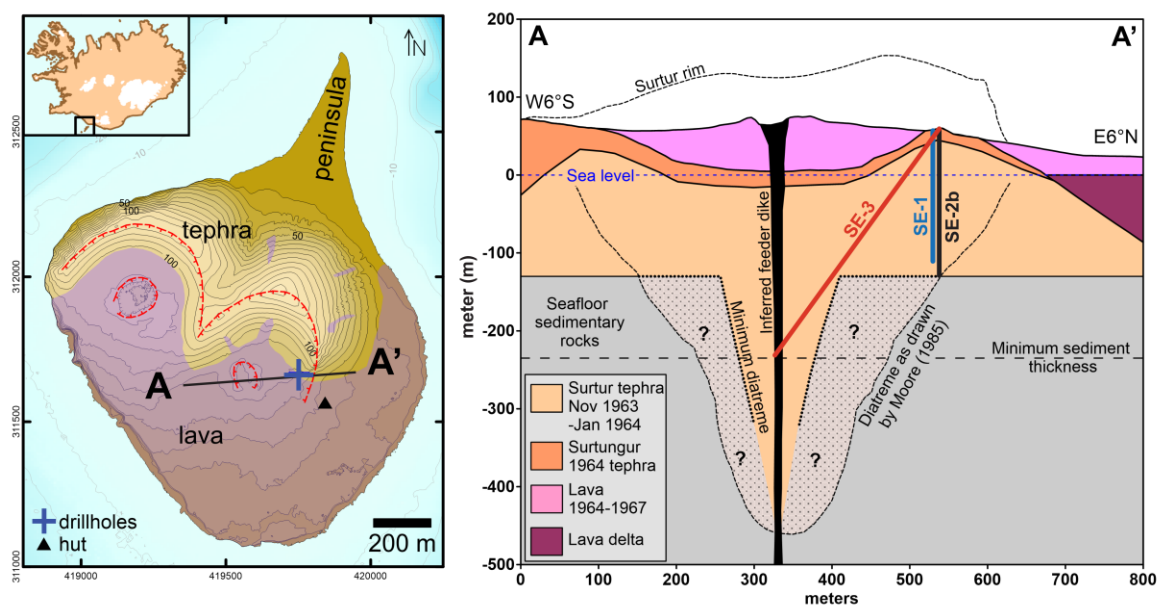 N
312500
312000
311500
311000
419000
419500
420000
peninsula
tephra
100
50
100
50
100
-10
-10
A
A'
lava
drillholes
hut
200 m
A
A'
Surtur rim
W6°S
E6°N
Sea level
SE-3
SE-1
SE-2b
Inferred feeder dike
Minimum diatreme
Diatreme as drawn
by Moore (1985)
Seafloor
sedimentary
rocks
Minimum sediment
thickness
?
?
?
?
Surtur tephra
Nov 1963
-Jan 1964
Surtungur
1964 tephra
Lava
1964-1967
Lava delta
meter (m)
200
100
0
-100
-200
-300
-400
-500
0
100
200
300
400
500
600
700
800
meters